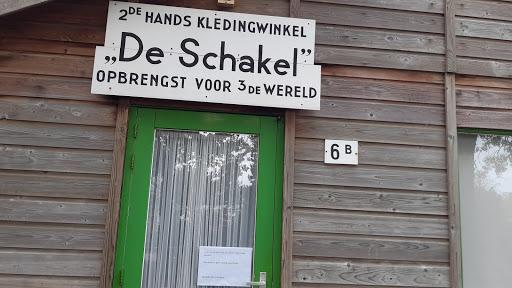 2DE HANDS KLEDINGWINKEL
„De Schakel”
OPBRENGST VOOR 3DE WERELD
6B